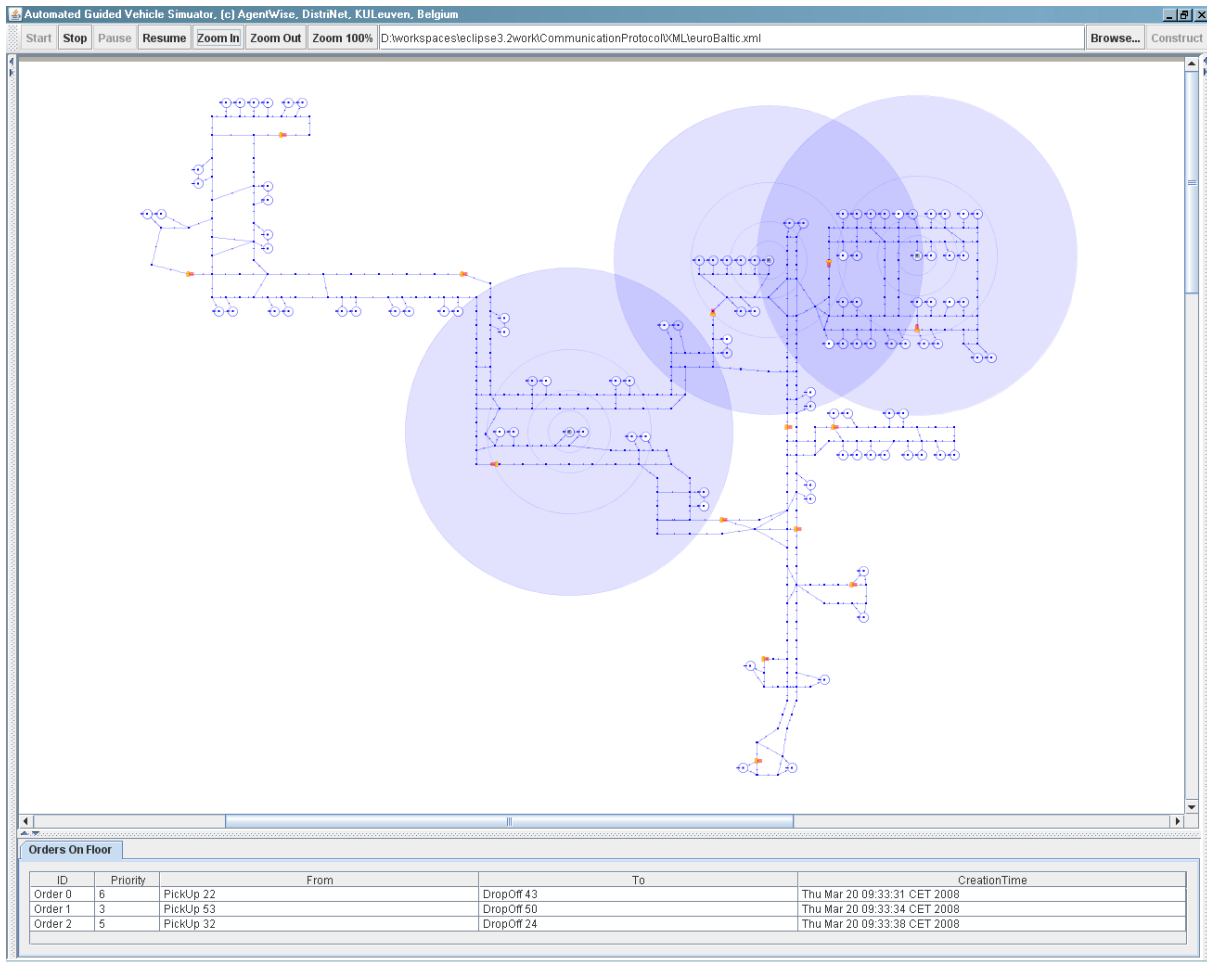 Automated Guided Vehicle Simuator, (c) AgentWise, DistriNet, KULeuven, Belgium
Start Stop Pause Resume Zoom In Zoom Out Zoom 100% D:\workspaces\eclipse3.2work\CommunicationProtocol\XML\euroBaltic.xml Browse... Construct
Orders On Floor
ID Priority From To CreationTime
Order 0 6 PickUp 22 DropOff 43 Thu Mar 20 09:33:31 CET 2008
Order 1 3 PickUp 53 DropOff 50 Thu Mar 20 09:33:34 CET 2008
Order 2 5 PickUp 32 DropOff 24 Thu Mar 20 09:33:38 CET 2008